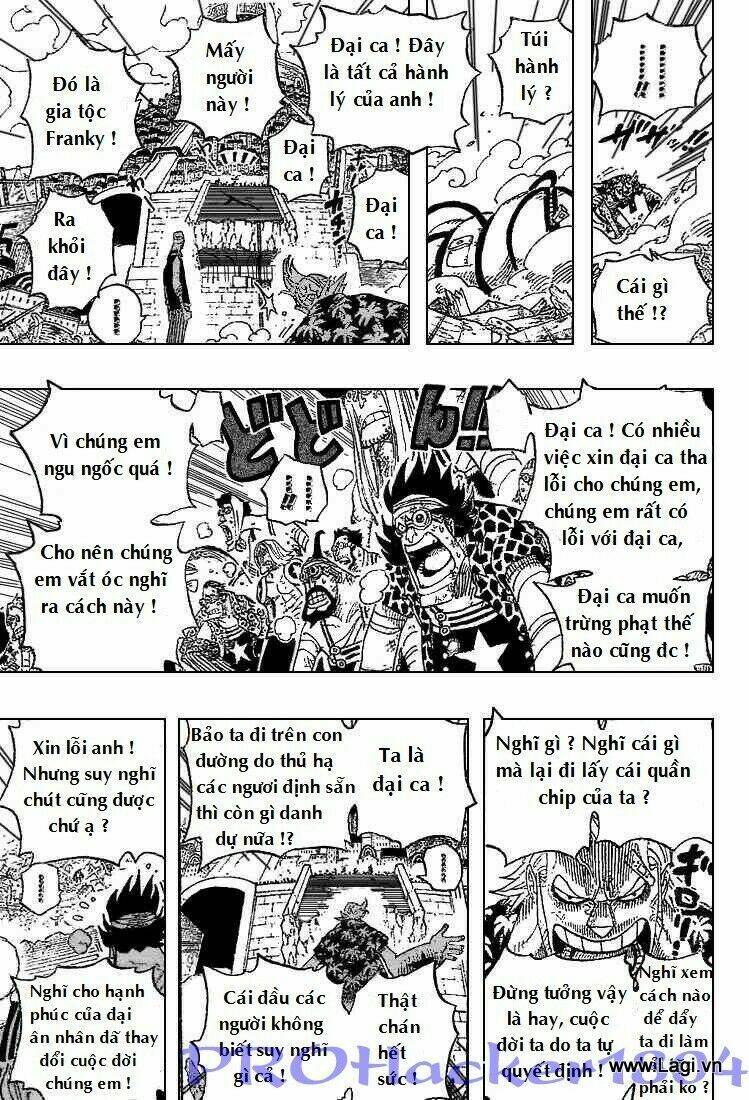 !!
Cái gì
thế !?
Túi
hành
lý ?
Đại ca ! Đây
là tất cả hành
lý của anh !
Mấy
người
này !
Đó là
gia tộc
Franky !
Đại
ca !
Đại
ca !
Ra
khỏi
đây !
Đại ca ! Có nhiều
việc xin đại ca tha
lỗi cho chúng em,
chúng em rất có
lỗi với đại ca,
Đại ca muốn
trừng phạt thế
nào cũng đc !
どどん!!
Vì chúng em
ngu ngốc quá !
Cho nên chúng
em vắt óc nghĩ
ra cách này !
Nghĩ gì ? Nghĩ cái gì
mà lại đi lấy cái quần
chip của ta ?
ギロ!!
Nghĩ xem
cách nào
để đẩy
ta đi làm
mồi
phải ko ?
Đừng tưởng vậy
là hay, cuộc
đời ta do ta tự
quyết định !
Ta là
đại ca !
Bảo ta đi trên con
đường do thủ hạ
các ngươi định sẵn
thì còn gì danh
dự nữa !?
Thật
chán
hết
sức !
Cái đầu các
người không
biết suy nghĩ
gì cả !
Xin lỗi anh !
Nhưng suy nghĩ
chút cũng được
chứ ạ ?
Nghĩ cho hạnh
phúc của đại
ân nhân đã thay
đổi cuộc đời
chúng em !
PROHacker1804
www.Lagi.vn